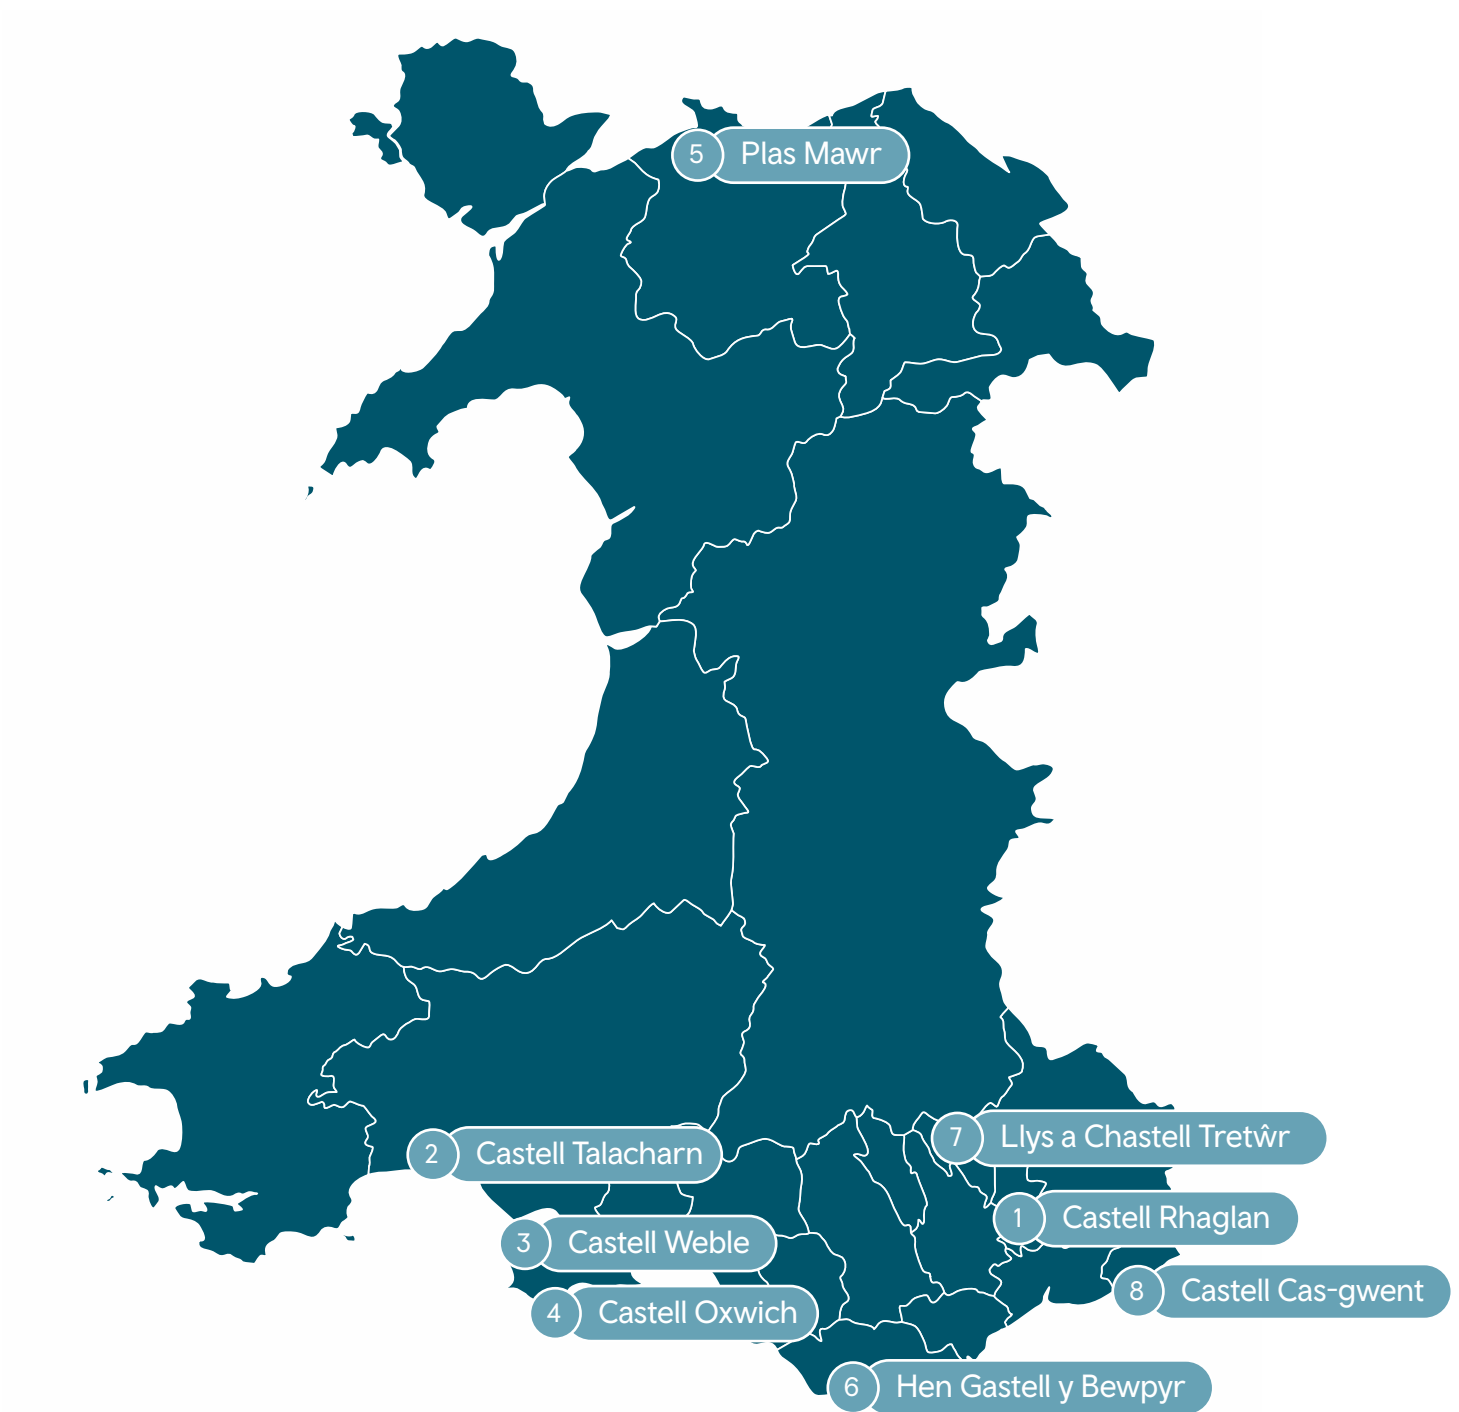 5 Plas Mawr
7 Llys a Chastell Tretŵr
2 Castell Talacharn
1 Castell Rhaglan
3 Castell Weble
8 Castell Cas-gwent
4 Castell Oxwich
6 Hen Gastell y Bewpyr